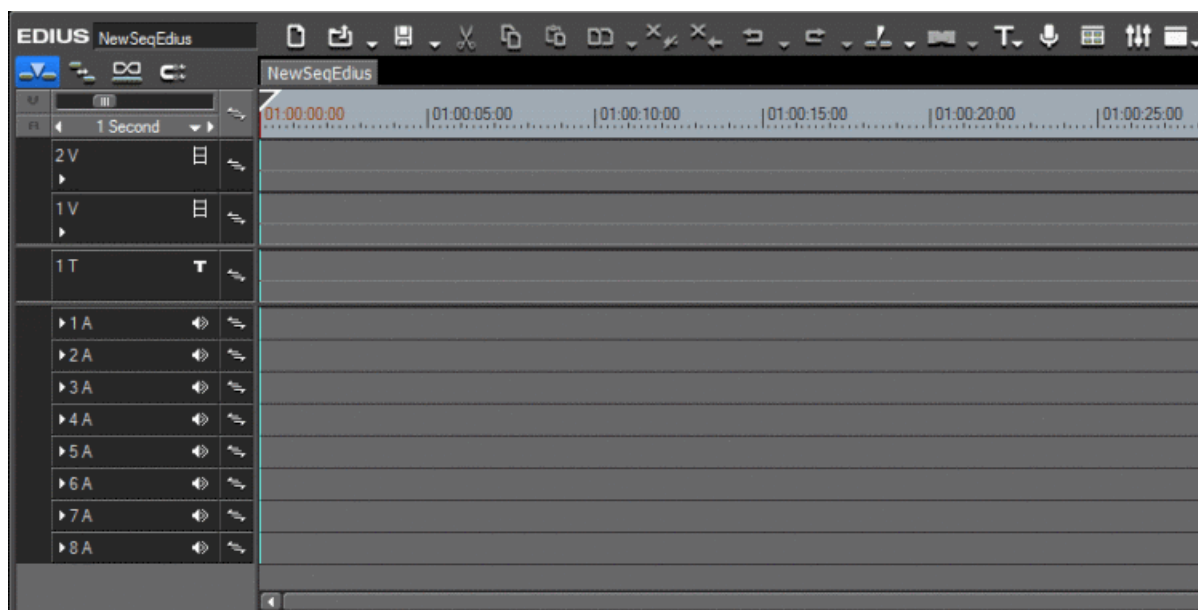 EDIUS NewSeqEdius
NewSeqEdius
01:00:00:00 01:00:05:00 01:00:10:00 01:00:15:00 01:00:20:00 01:00:25:00
1 Second
2 V
1 V
1 T
T
1 A
2 A
3 A
4 A
5 A
6 A
7 A
8 A